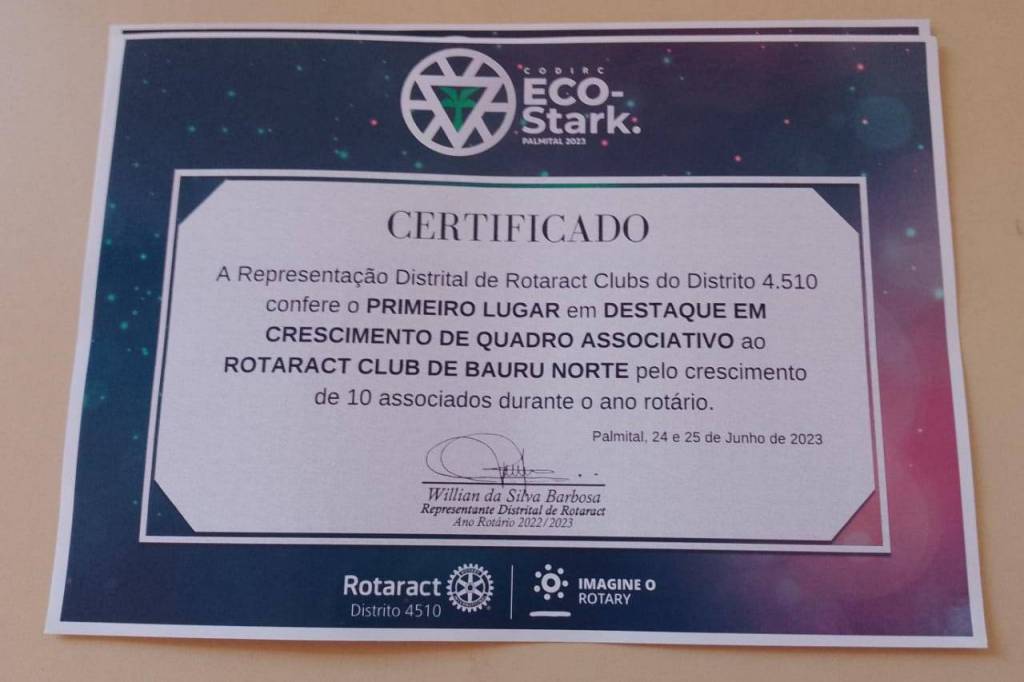 CODIRC
ECO-
Stark.
PALMITAL 2023
CERTIFICADO
A Representação Distrital de Rotaract Clubs do Distrito 4.510
confere o PRIMEIRO LUGAR em DESTAQUE EM
CRESCIMENTO DE QUADRO ASSOCIATIVO ao
ROTARACT CLUB DE BAURU NORTE pelo crescimento
de 10 associados durante o ano rotário.
Palmital, 24 e 25 de Junho de 2023
Willian da Silva Barbosa
Representante Distrital de Rotaract
Ano Rotário 2022/2023
Rotaract
Distrito 4510
IMAGINE O
ROTARY